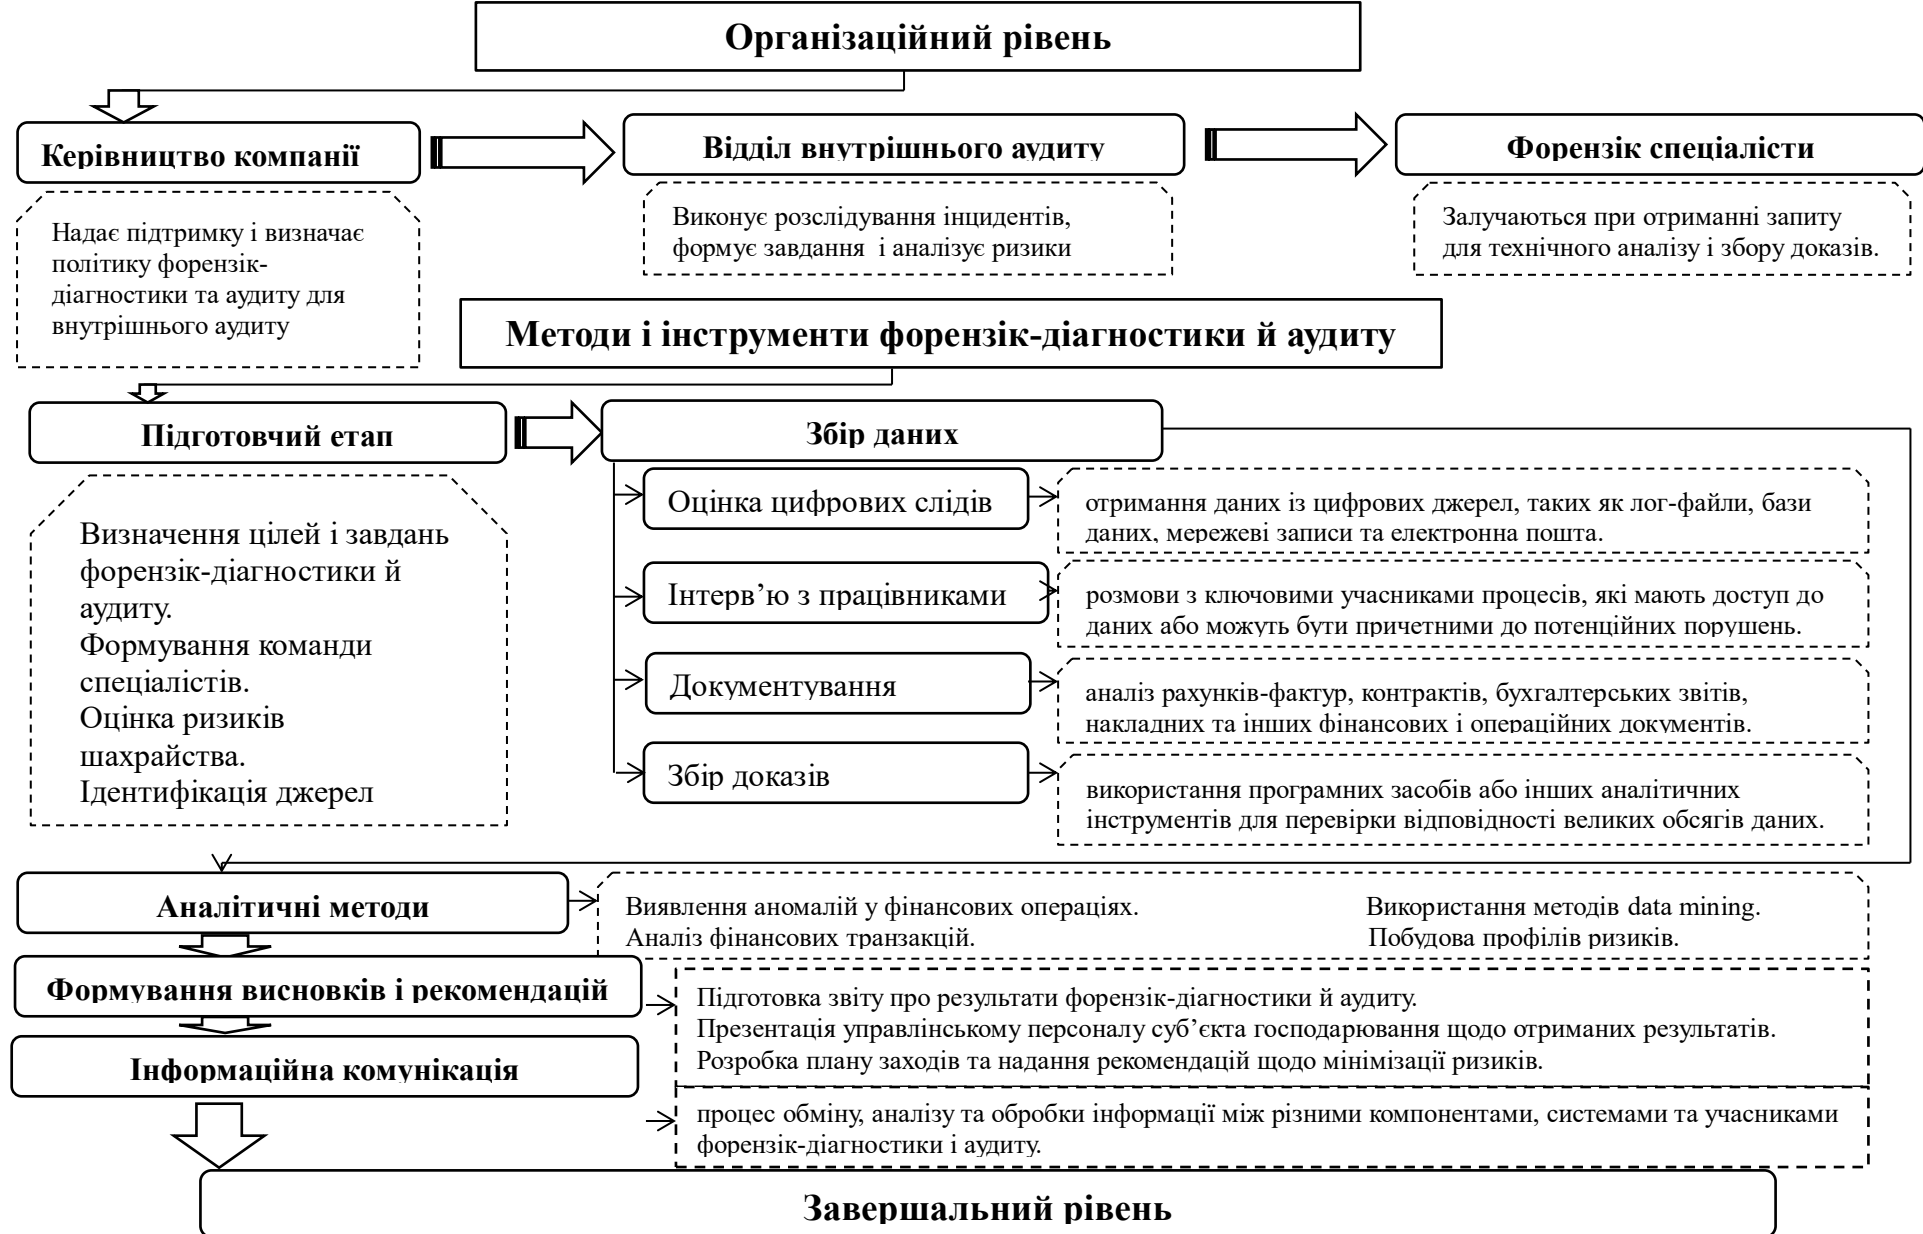 Організаційний рівень
Керівництво компанії
Відділ внутрішнього аудиту
Форензік спеціалісти
Надає підтримку і визначає
політику форензік-
діагностики та аудиту для
внутрішнього аудиту
Виконує розслідування інцидентів,
формує завдання і аналізує ризики
Залучаються при отриманні запиту
для технічного аналізу і збору доказів.
Методи і інструменти форензік-діагностики й аудиту
Підготовчий етап
Збір даних
Визначення цілей і завдань
форензік-діагностики й
аудиту.
Формування команди
спеціалістів.
Оцінка ризиків
шахрайства.
Ідентифікація джерел
Оцінка цифрових слідів
отримання даних із цифрових джерел, таких як лог-файли, бази
даних, мережеві записи та електронна пошта.
Інтерв’ю з працівниками
розмови з ключовими учасниками процесів, які мають доступ до
даних або можуть бути причетними до потенційних порушень.
Документування
аналіз рахунків-фактур, контрактів, бухгалтерських звітів,
накладних та інших фінансових і операційних документів.
Збір доказів
використання програмних засобів або інших аналітичних
інструментів для перевірки відповідності великих обсягів даних.
Аналітичні методи
Виявлення аномалій у фінансових операціях. Використання методів data mining.
Аналіз фінансових транзакцій. Побудова профілів ризиків.
Формування висновків і рекомендацій
Підготовка звіту про результати форензік-діагностики й аудиту.
Презентація управлінському персоналу суб’єкта господарювання щодо отриманих результатів.
Розробка плану заходів та надання рекомендацій щодо мінімізації ризиків.
Інформаційна комунікація
процес обміну, аналізу та обробки інформації між різними компонентами, системами та учасниками
форензік-діагностики і аудиту.
Завершальний рівень